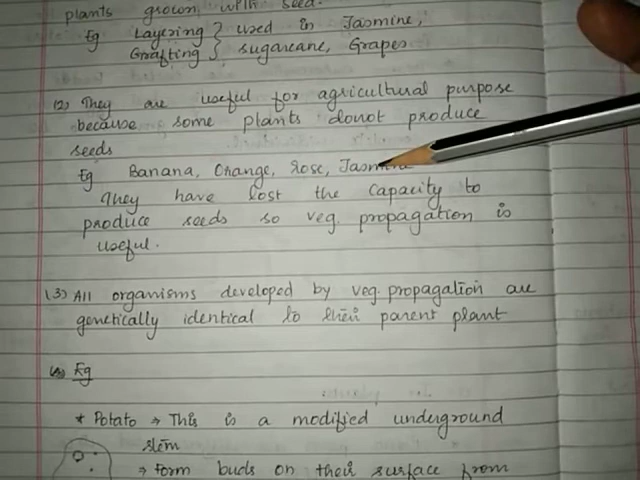 plants grown with seed.
Eg Layering } used in Jasmine,
Grafting } sugarcane, Grapes
(2) They are useful for agricultural purpose
because some plants donot produce
seeds
Eg Banana, Orange, rose, Jasmine
They have lost the capacity to
produce seeds so veg propagation is
useful.
(3) All organisms developed by veg. propagation are
genetically identical to their parent plant
Eg
* Potato → This is a modified underground
stem
→ Form buds on their surface from